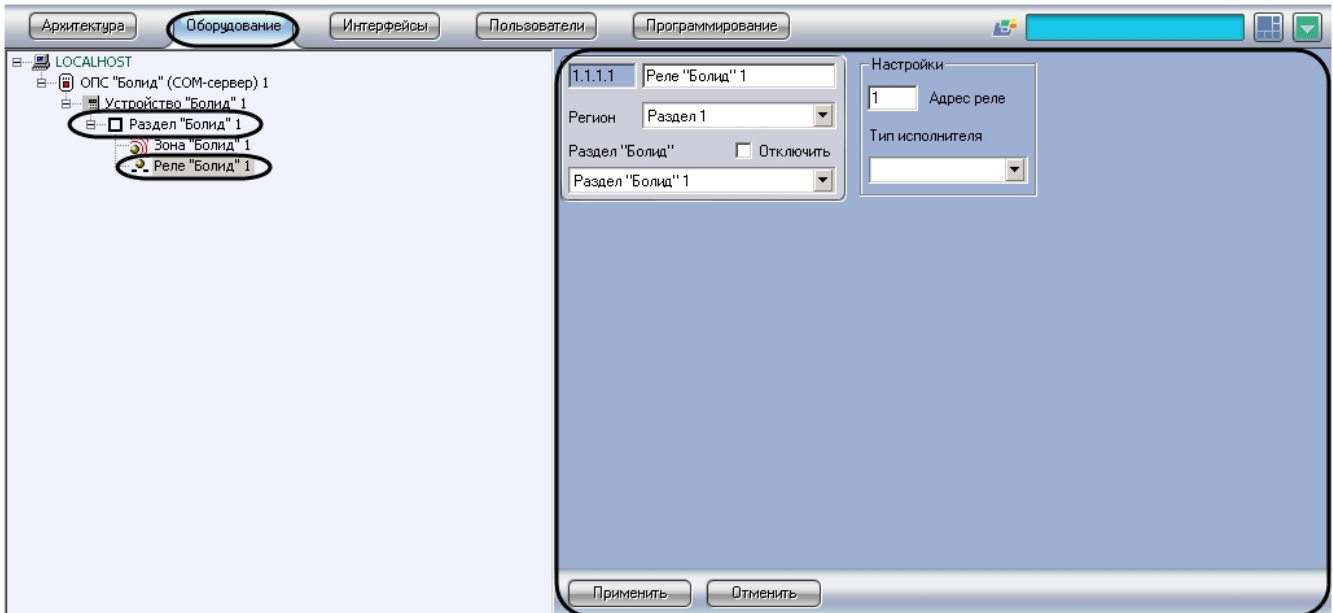 Архитектура
Оборудование
Интерфейсы
Пользователи
Программирование
LOCALHOST
ОПС "Болид" (COM-сервер) 1
Устройство "Болид" 1
Раздел "Болид" 1
Зона "Болид" 1
Реле "Болид" 1
1.1.1.1
Реле "Болид" 1
Регион
Раздел 1
Раздел "Болид"
Отключить
Раздел "Болид" 1
Настройки
1
Адрес реле
Тип исполнителя
Применить
Отменить